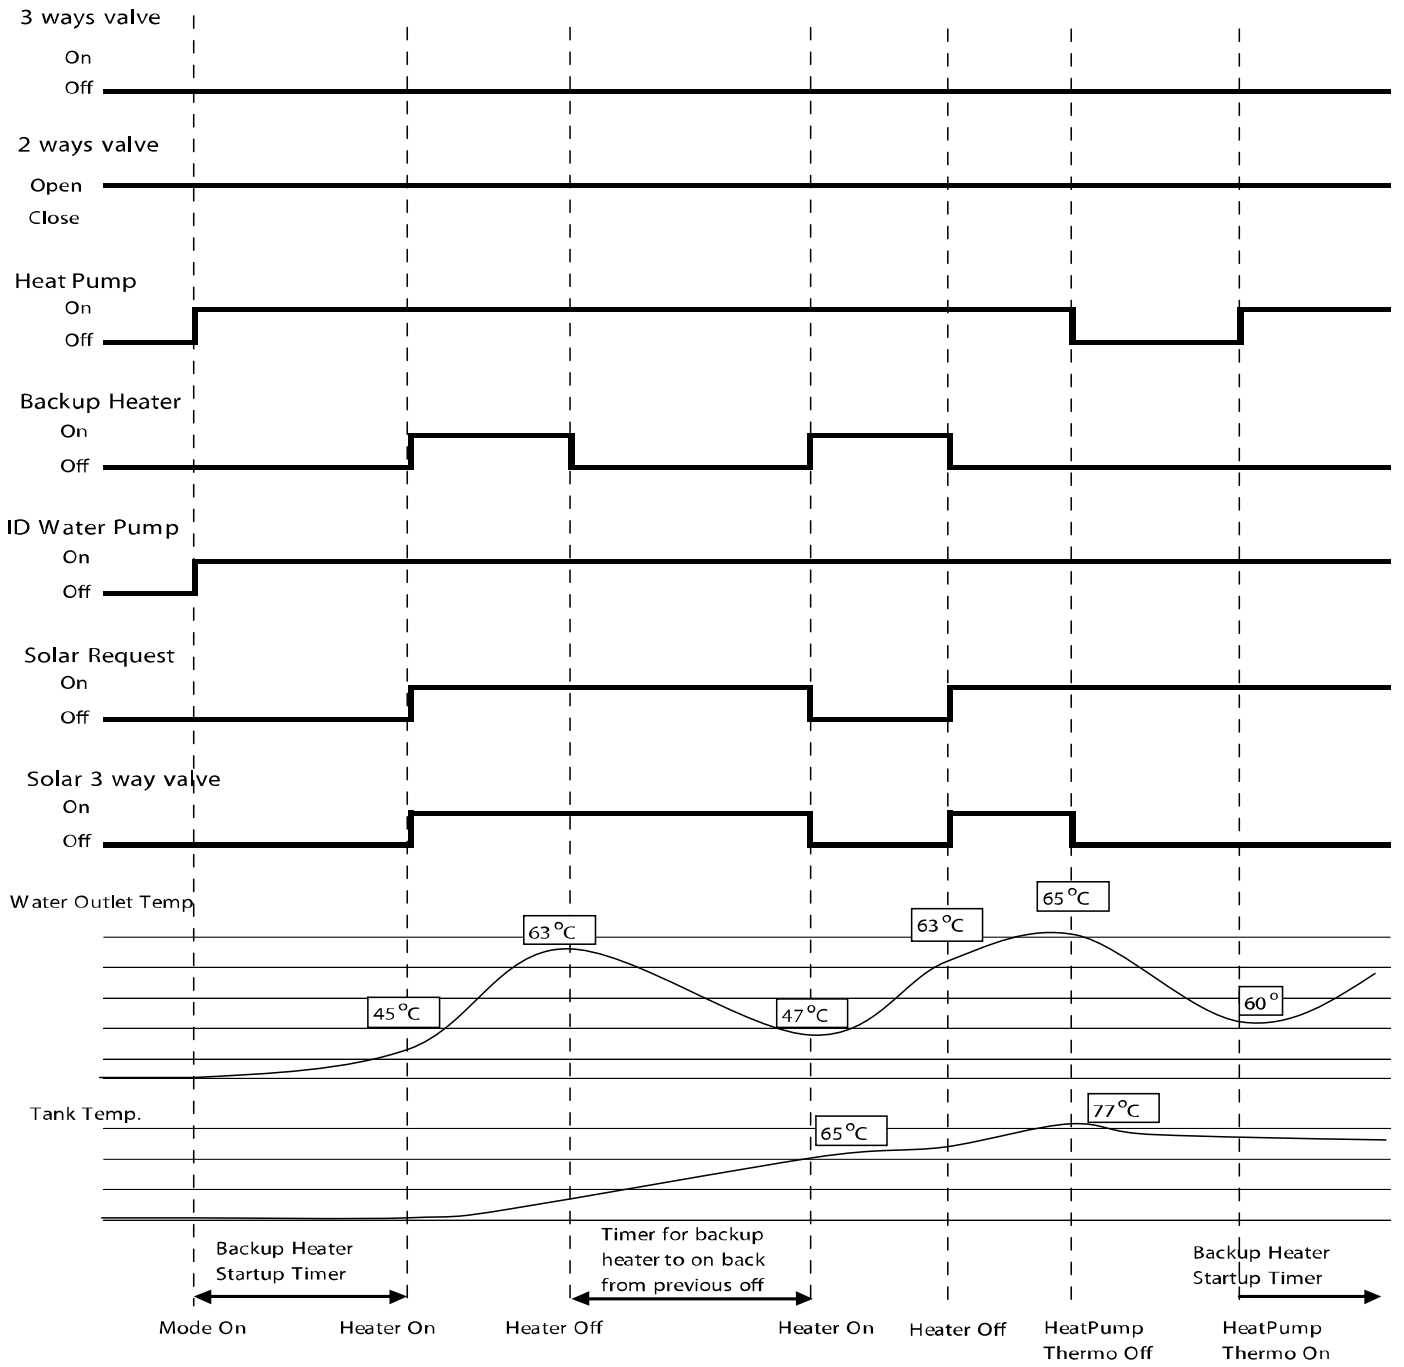 3 ways valve
On
Off
2 ways valve
Open
Close
Heat Pump
On
Off
Backup Heater
On
Off
ID Water Pump
On
Off
Solar Request
On
Off
Solar 3 way valve
On
Off
Water Outlet Temp
45°C
63°C
47°C
63°C
65°C
60°
Tank Temp.
65°C
77°C
Backup Heater
Startup Timer
Timer for backup
heater to on back
from previous off
Backup Heater
Startup Timer
Mode On
Heater On
Heater Off
Heater On
Heater Off
HeatPump
Thermo Off
HeatPump
Thermo On